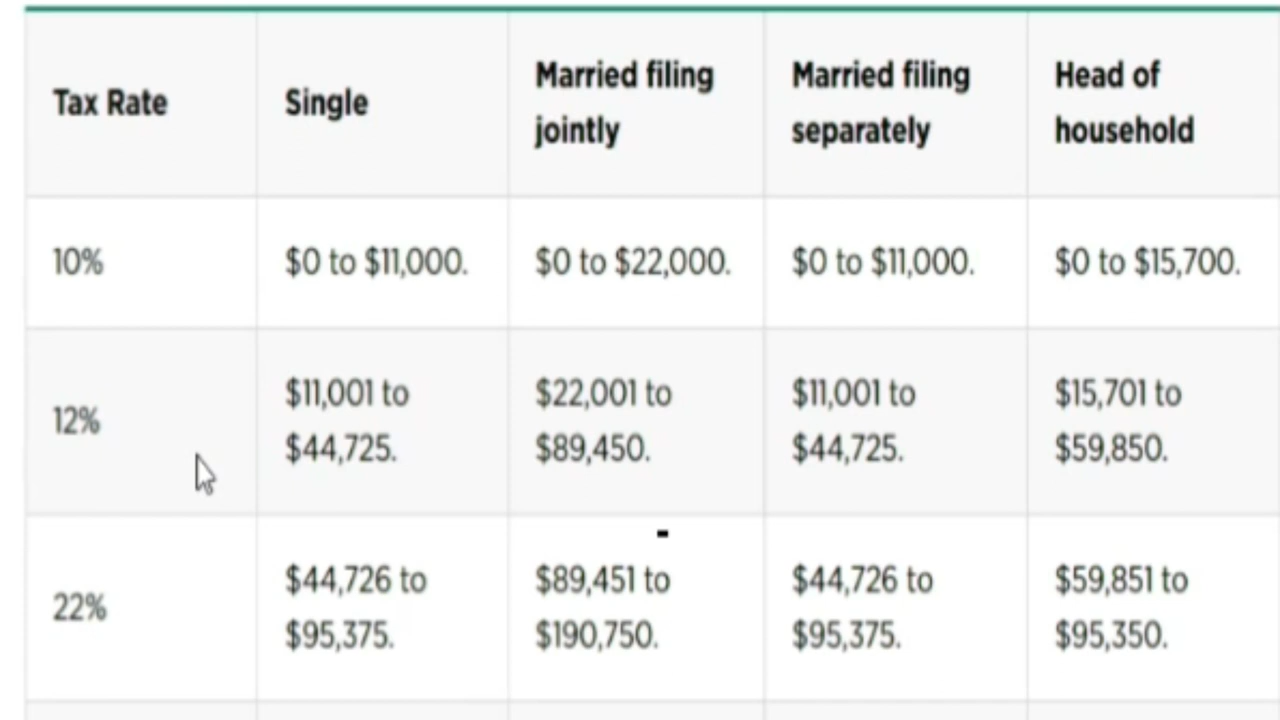 Tax Rate
Single
Married filing
jointly
Married filing
separately
Head of
household
10%
$0 to $11,000.
$0 to $22,000.
$0 to $11,000.
$0 to $15,700.
12%
$11,001 to
$44,725.
$22,001 to
$89,450.
$11,001 to
$44,725.
$15,701 to
$59,850.
22%
$44,726 to
$95,375.
$89,451 to
$190,750.
$44,726 to
$95,375.
$59,851 to
$95,350.